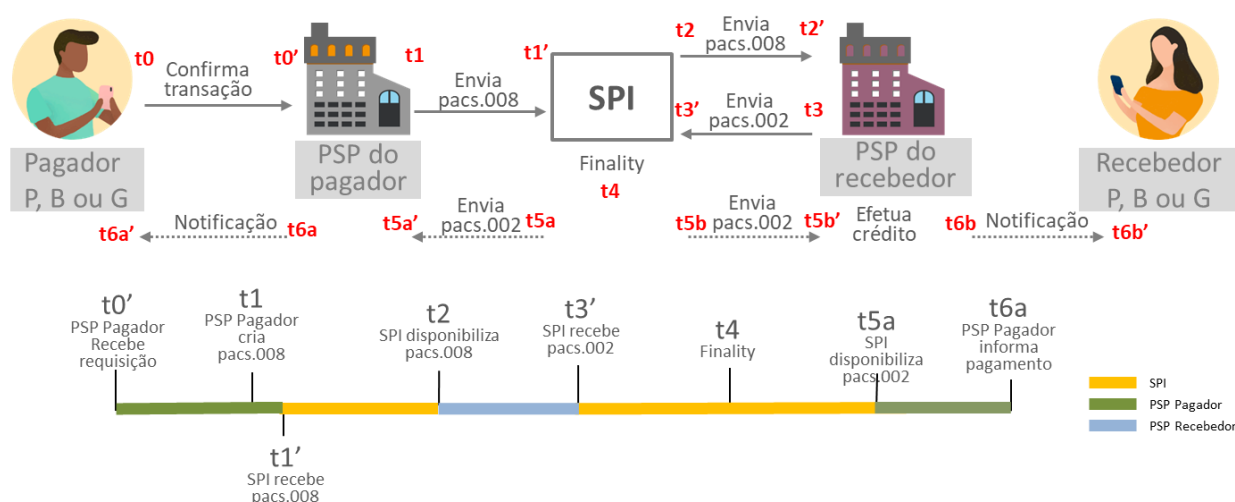 t0
Confirma
transação
t0'
t1
Envia
pacs.008
t1'
SPI
t2
Envia
pacs.008
t2'
t3'
Envia
pacs.002
t3
Pagador
P, B ou G
PSP do
pagador
Finality
t4
PSP do
recebedor
Recebedor
P, B ou G
t6a'
Notificação
t6a
t5a'
Envia
pacs.002
t5a
t5b
Envia
pacs.002
t5b'
Efetua
crédito
t6b
Notificação
t6b'
t0'
PSP Pagador
Recebe
requisição
t1
PSP Pagador
cria
pacs.008
t2
SPI disponibiliza
pacs.008
t3'
SPI recebe
pacs.002
t4
Finality
t5a
SPI
disponibiliza
pacs.002
t6a
PSP Pagador
informa
pagamento
t1'
SPI recebe
pacs.008
SPI
PSP Pagador
PSP Recebedor